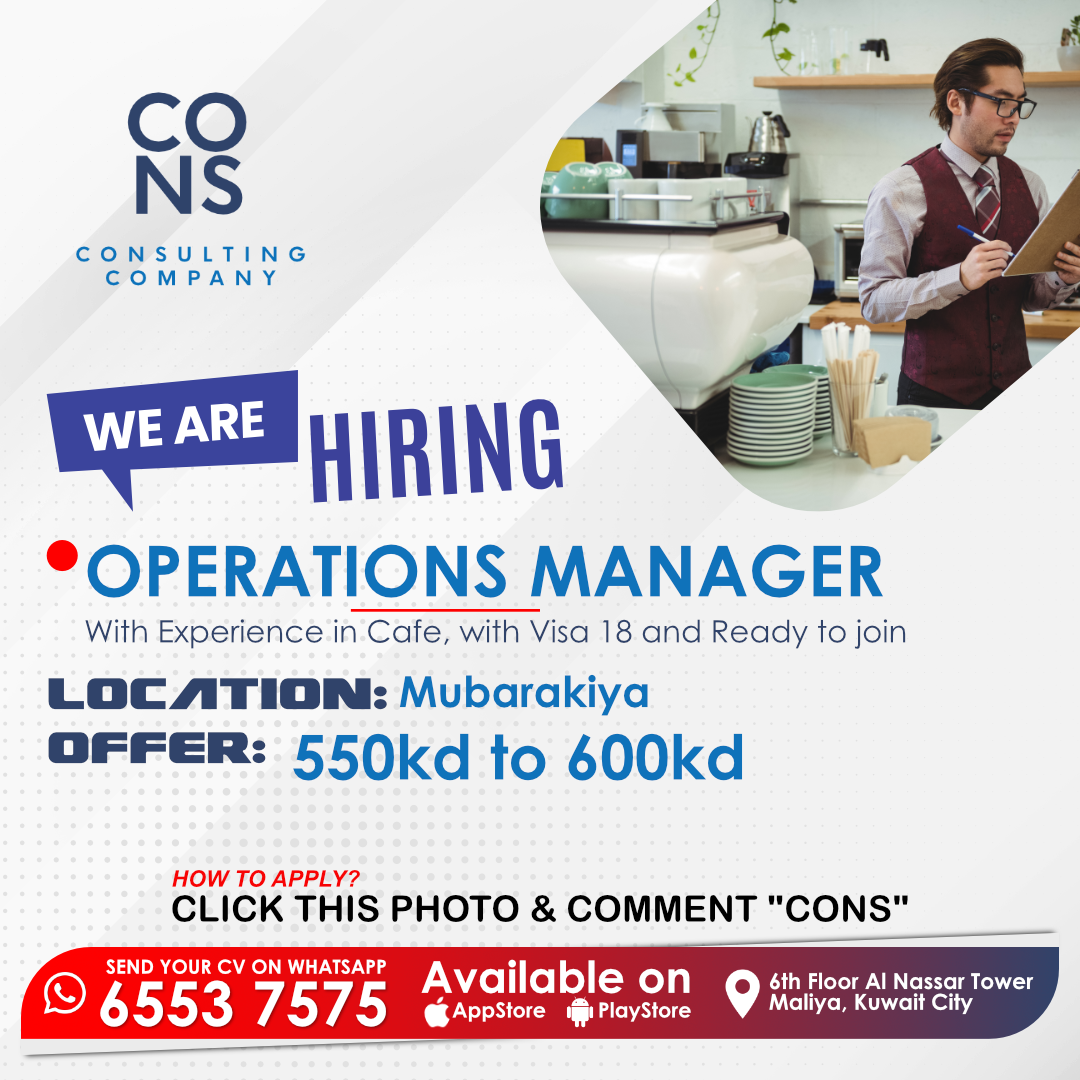 CO
NS
CONSULTING
COMPANY
WE ARE
HIRING
OPERATIONS MANAGER
With Experience in Cafe, with Visa 18 and Ready to join
LOCATION: Mubarakiya
OFFER: 550kd to 600kd
HOW TO APPLY?
CLICK THIS PHOTO & COMMENT "CONS"
SEND YOUR CV ON WHATSAPP
6553 7575
Available on
AppStore PlayStore
6th Floor Al Nassar Tower
Maliya, Kuwait City